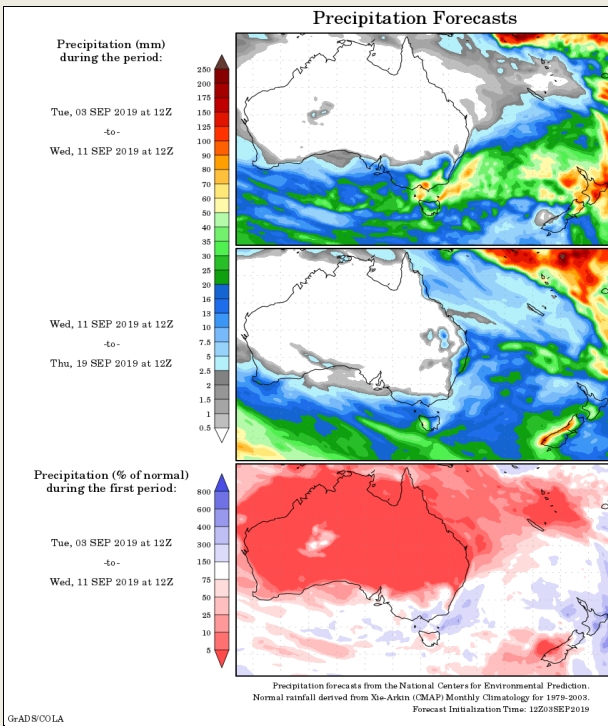 Precipitation Forecasts
Precipitation (mm)
during the period:
Tue, 03 SEP 2019 at 12Z
-to-
Wed, 11 SEP 2019 at 12Z
250
200
175
150
125
100
90
80
70
60
50
40
35
30
25
20
16
13
10
7.5
5
2.5
2
1.5
1
0.5
Wed, 11 SEP 2019 at 12Z
-to-
Thu, 19 SEP 2019 at 12Z
Precipitation (% of normal)
during the first period:
Tue, 03 SEP 2019 at 12Z
-to-
Wed, 11 SEP 2019 at 12Z
800
600
400
300
150
75
50
25
10
5
Precipitation forecasts from the National Centers for Environmental Prediction.
Normal rainfall derived from Xie-Arkin (CMAP) Monthly Climatology for 1979-2003.
Forecast Initialization Time: 12Z03SEP2019
GrADS/COLA